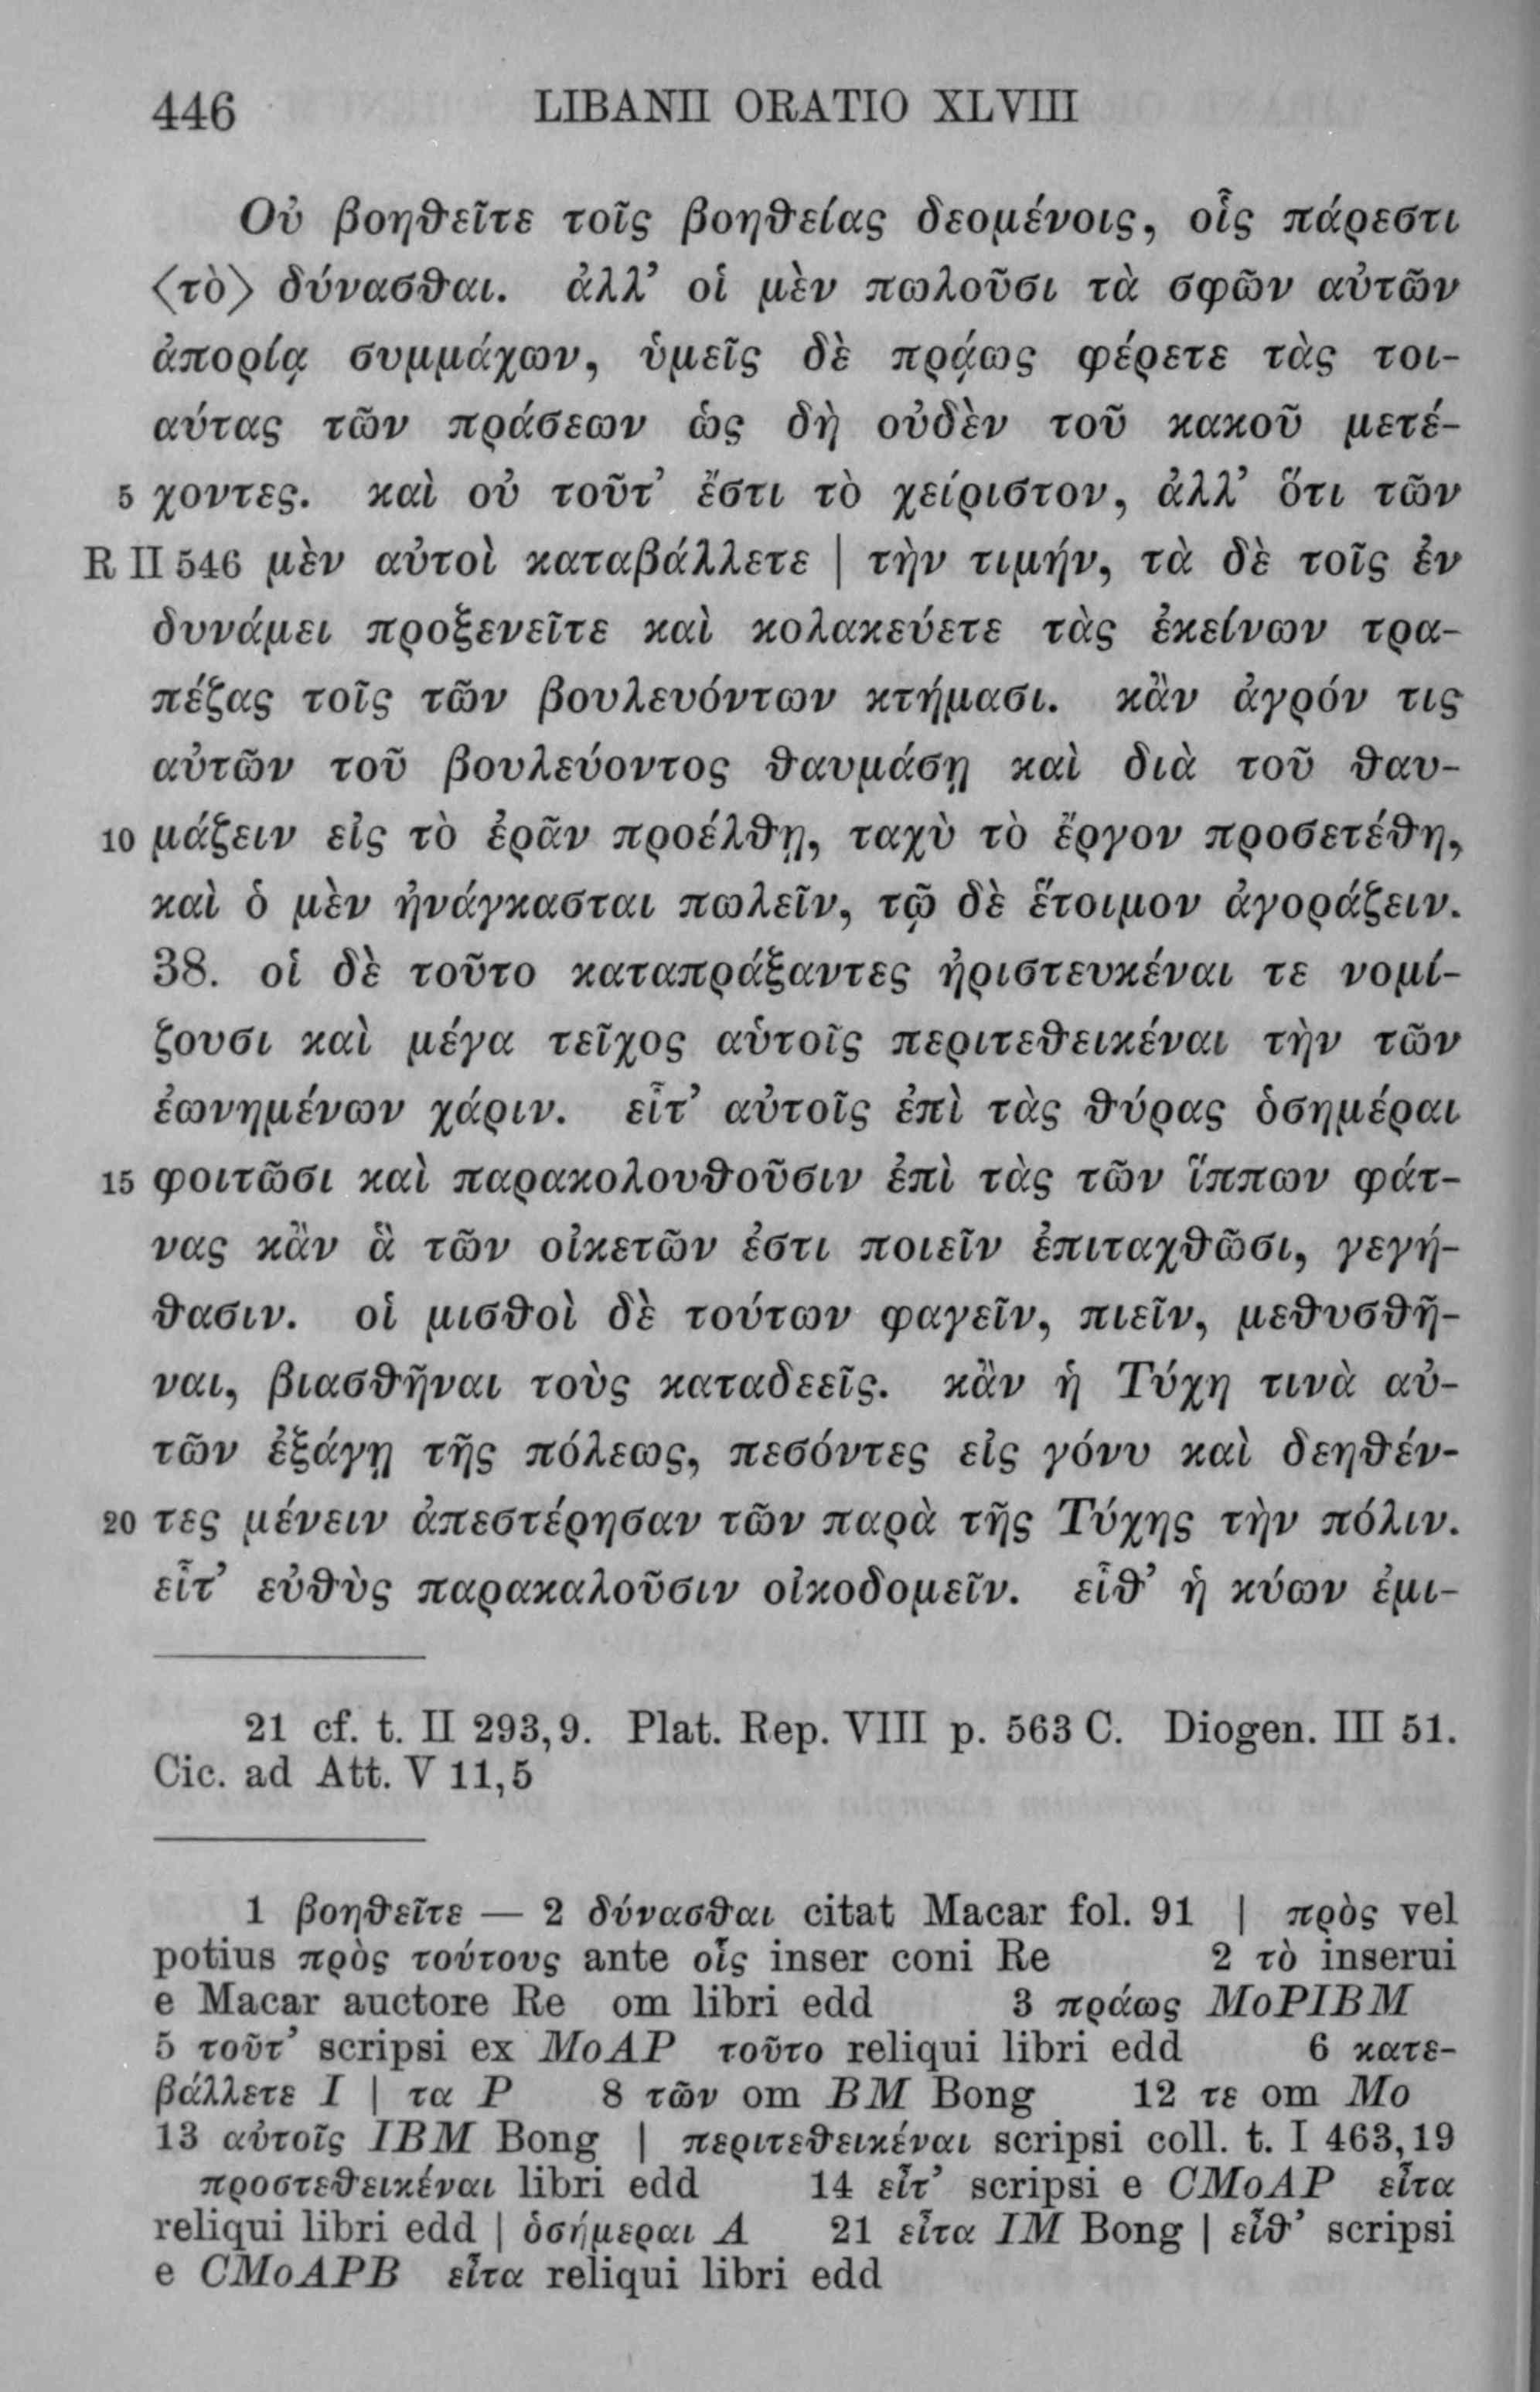 446 LIBANII ORATIO XLVIII
Οὐ βοηθεῖτε τοῖς βοηθείας δεομένοις, οἷς πάρεστι
⟨τὸ⟩ δύνασθαι. ἀλλ’ οἱ μὲν πωλοῦσι τὰ σφῶν αὐτῶν
ἀπορίᾳ συμμάχων, ὑμεῖς δὲ πρᾴως φέρετε τὰς τοι-
αύτας τῶν πράσεων ὡς δὴ οὐδὲν τοῦ κακοῦ μετέ-
5 χοντες. καὶ οὐ τοῦτ’ ἔστι τὸ χείριστον, ἀλλ’ ὅτι τῶν
R II 546 μὲν αὐτοὶ καταβάλλετε | τὴν τιμήν, τὰ δὲ τοῖς ἐν
δυνάμει προξενεῖτε καὶ κολακεύετε τὰς ἐκείνων τρα-
πέζας τοῖς τῶν βουλευόντων κτήμασι. κἂν ἀγρόν τις
αὐτῶν τοῦ βουλεύοντος θαυμάσῃ καὶ διὰ τοῦ θαυ-
10 μάζειν εἰς τὸ ἐρᾶν προέλθῃ, ταχὺ τὸ ἔργον προσετέθη,
καὶ ὁ μὲν ἠνάγκασται πωλεῖν, τῷ δὲ ἕτοιμον ἀγοράζειν.
38. οἱ δὲ τοῦτο καταπράξαντες ἠριστευκέναι τε νομί-
ζουσι καὶ μέγα τεῖχος αὑτοῖς περιτεθεικέναι τὴν τῶν
ἐωνημένων χάριν. εἶτ’ αὐτοῖς ἐπὶ τὰς θύρας ὁσημέραι
15 φοιτῶσι καὶ παρακολουθοῦσιν ἐπὶ τὰς τῶν ἵππων φάτ-
νας κἂν ἃ τῶν οἰκετῶν ἐστι ποιεῖν ἐπιταχθῶσι, γεγή-
θασιν. οἱ μισθοὶ δὲ τούτων φαγεῖν, πιεῖν, μεθυσθῆ-
ναι, βιασθῆναι τοὺς καταδεεῖς. κἂν ἡ Τύχη τινὰ αὐ-
τῶν ἐξάγῃ τῆς πόλεως, πεσόντες εἰς γόνυ καὶ δεηθέν-
20 τες μένειν ἀπεστέρησαν τῶν παρὰ τῆς Τύχης τὴν πόλιν.
εἶτ’ εὐθὺς παρακαλοῦσιν οἰκοδομεῖν. εἶθ’ ἡ κύων ἐμι-
21 cf. t. II 293,9. Plat. Rep. VIII p. 563 C. Diogen. III 51.
Cic. ad Att. V 11,5
1 βοηθεῖτε — 2 δύνασθαι citat Macar fol. 91 | πρὸς vel
potius πρὸς τούτους ante οἷς inser coni Re 2 τὸ inserui
e Macar auctore Re om libri edd 3 πράως MoPIBM
5 τοῦτ’ scripsi ex MoAP τοῦτο reliqui libri edd 6 κατε-
βάλλετε I | τα P 8 τῶν om BM Bong 12 τε om Mo
13 αὐτοῖς IBM Bong | περιτεθεικέναι scripsi coll. t. I 463,19
προστεθεικέναι libri edd 14 εἶτ’ scripsi e CMoAP εἶτα
reliqui libri edd | ὁσήμεραι A 21 εἶτα IM Bong | εἶθ’ scripsi
e CMoAPB εἶτα reliqui libri edd